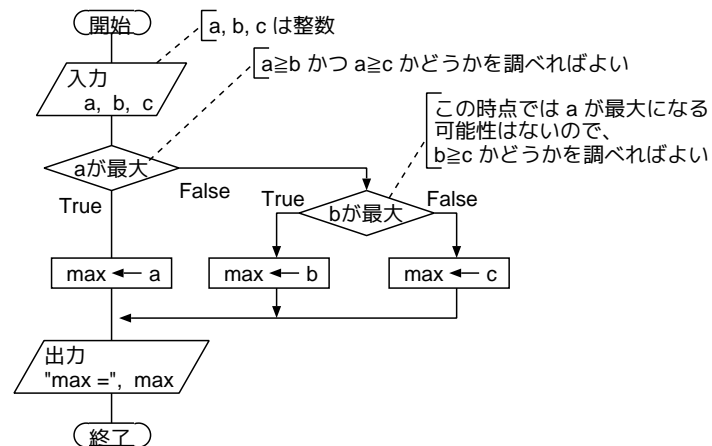 開始
a, b, c は整数
a≧b かつ a≧c かどうかを調べればよい
入力
a, b, c
この時点では a が最大になる
可能性はないので、
b≧c かどうかを調べればよい
aが最大
True
False
True
False
bが最大
max ← a
max ← b
max ← c
出力
"max =", max
終了